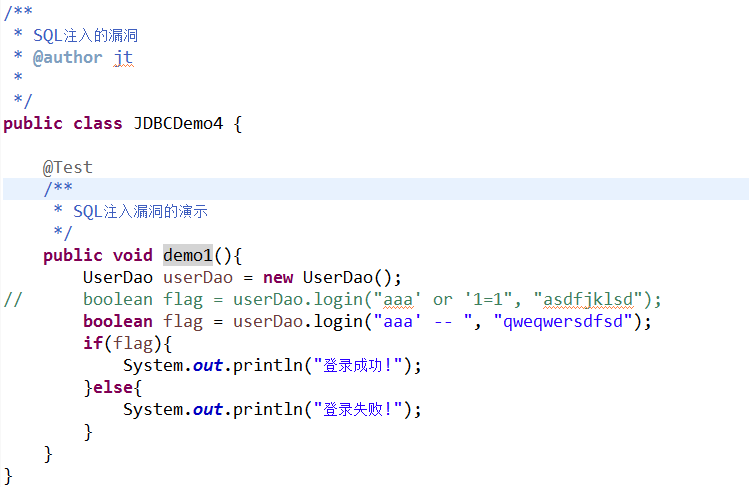 /**
 * SQL注入的漏洞
 * @author jt
 *
 */
public class JDBCDemo4 {
    @Test
    /**
     * SQL注入漏洞的演示
     */
    public void demo1(){
        UserDao userDao = new UserDao();
//      boolean flag = userDao.login("aaa' or '1=1", "asdfjklsd");
        boolean flag = userDao.login("aaa' -- ", "qweqwersdfsd");
        if(flag){
            System.out.println("登录成功!");
        }else{
            System.out.println("登录失败!");
        }
    }
}